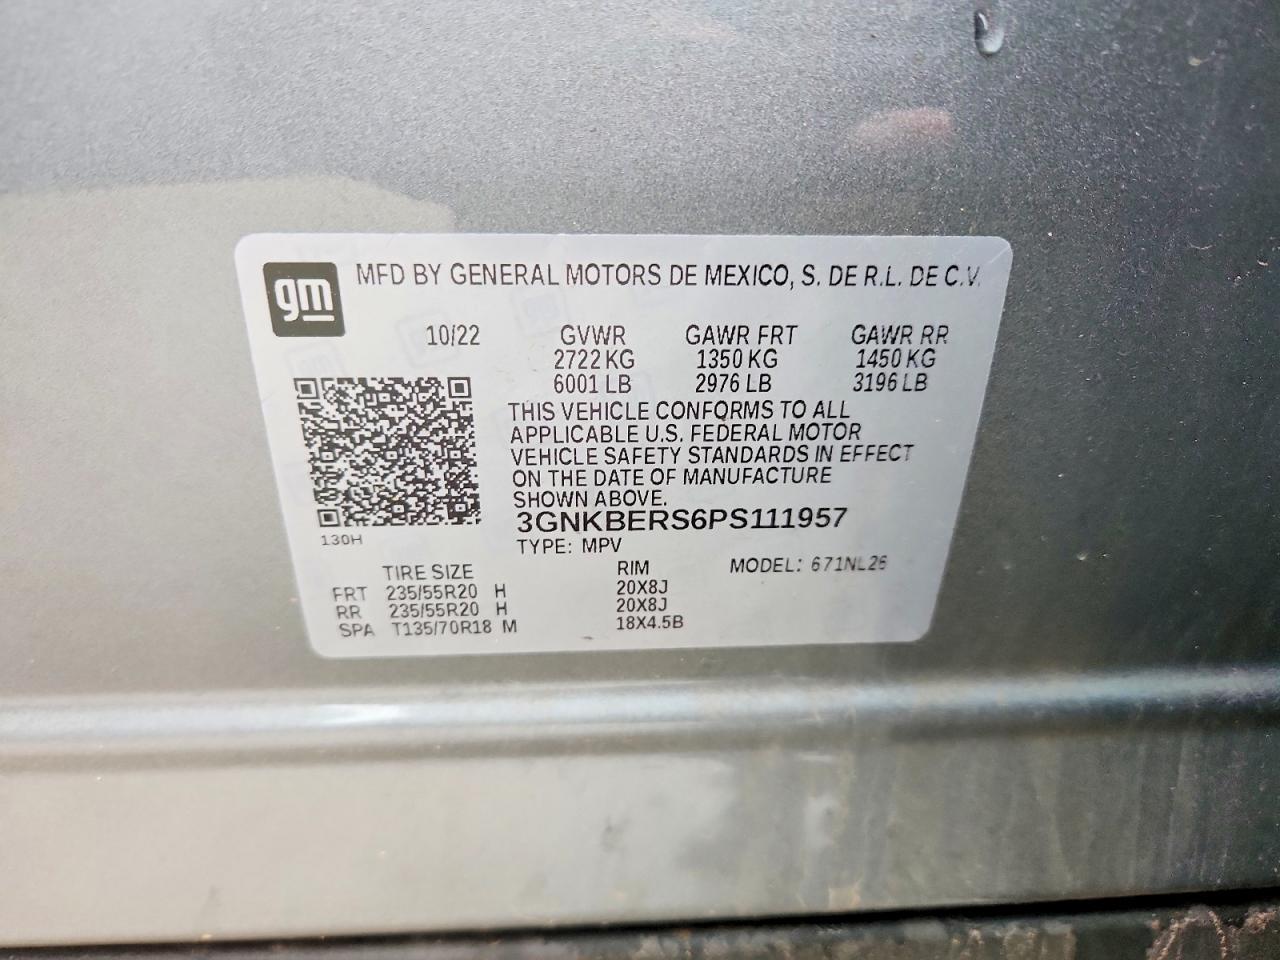 gm MFD BY GENERAL MOTORS DE MEXICO, S. DE R.L. DE C.V.
10/22 GVWR GAWR FRT GAWR RR
2722 KG 1350 KG 1450 KG
6001 LB 2976 LB 3196 LB
THIS VEHICLE CONFORMS TO ALL
APPLICABLE U.S. FEDERAL MOTOR
VEHICLE SAFETY STANDARDS IN EFFECT
ON THE DATE OF MANUFACTURE
SHOWN ABOVE.
3GNKBERS6PS111957
130H
TYPE: MPV MODEL: 671NL26
TIRE SIZE RIM
FRT 235/55R20 H 20X8J
RR 235/55R20 H 20X8J
SPA T135/70R18 M 18X4.5B